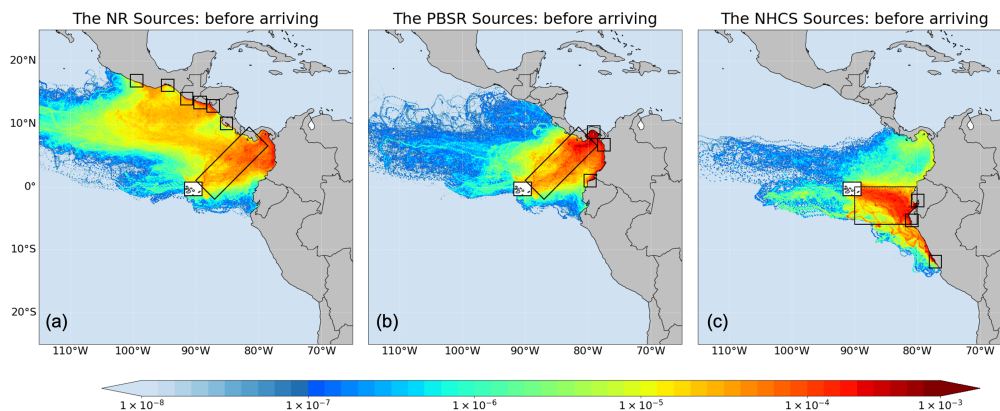 The NR Sources: before arriving
The PBSR Sources: before arriving
The NHCS Sources: before arriving
20°N
10°N
0°
10°S
20°S
(a)
(b)
(c)
110°W 100°W 90°W 80°W 70°W
110°W 100°W 90°W 80°W 70°W
110°W 100°W 90°W 80°W 70°W
1 × 10⁻⁸ 1 × 10⁻⁷ 1 × 10⁻⁶ 1 × 10⁻⁵ 1 × 10⁻⁴ 1 × 10⁻³